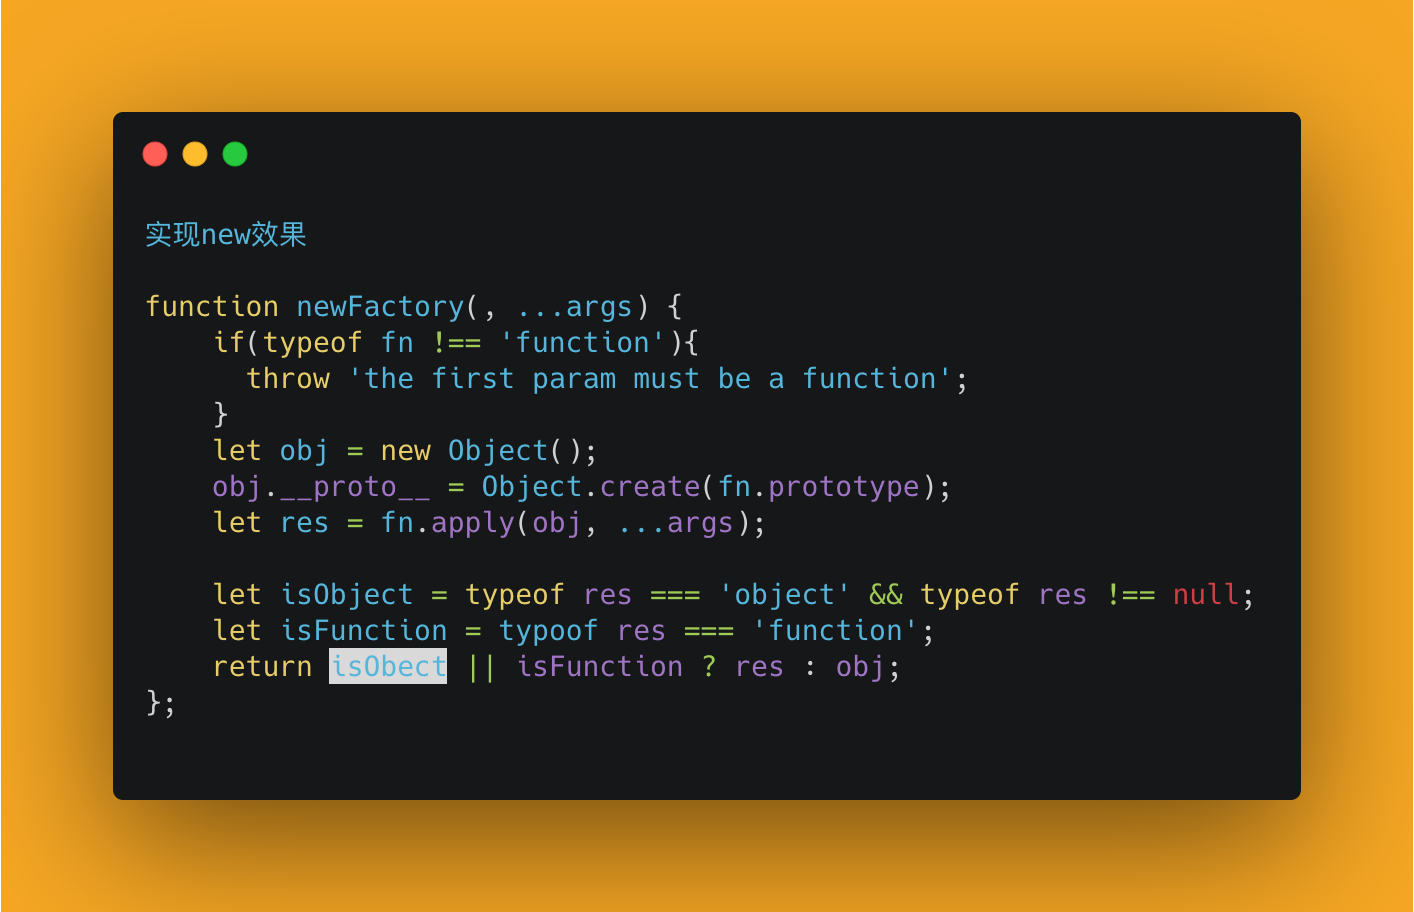 实现new效果
function newFactory(, ...args) {
if(typeof fn !== 'function'){
throw 'the first param must be a function';
}
let obj = new Object();
obj.__proto__ = Object.create(fn.prototype);
let res = fn.apply(obj, ...args);
let isObject = typeof res === 'object' && typeof res !== null;
let isFunction = typoof res === 'function';
return isObect || isFunction ? res : obj;
};